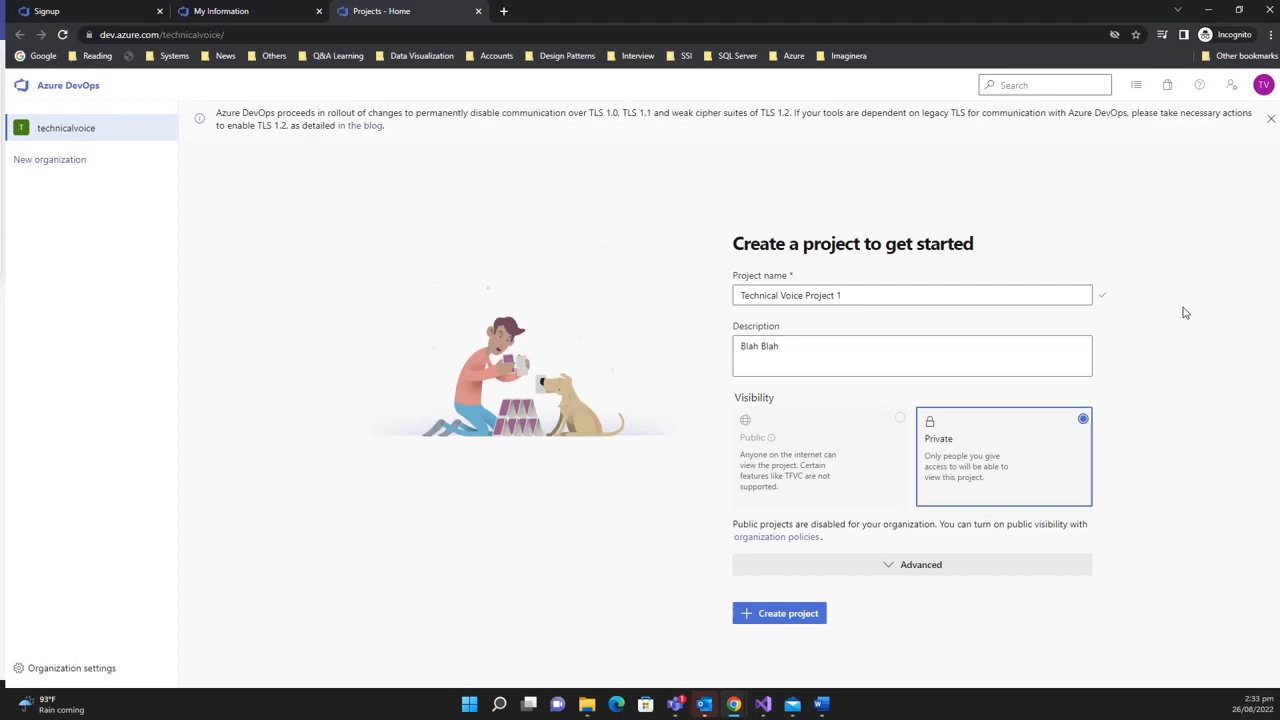 Signup
My Information
Projects - Home
dev.azure.com/technicalvoice/
Incognito
Google
Reading
Systems
News
Others
Q&A Learning
Data Visualization
Accounts
Design Patterns
Interview
SSI
SQL Server
Azure
Imaginera
Other bookmarks
Azure DevOps
Search
TV
T technicalvoice
New organization
Azure DevOps proceeds in rollout of changes to permanently disable communication over TLS 1.0, TLS 1.1 and weak cipher suites of TLS 1.2. If your tools are dependent on legacy TLS for communication with Azure DevOps, please take necessary actions
to enable TLS 1.2, as detailed in the blog.
Create a project to get started
Project name *
Technical Voice Project 1
Description
Blah Blah
Visibility
Public
Anyone on the internet can
view the project. Certain
features like TFVC are not
supported.
Private
Only people you give
access to will be able to
view this project.
Public projects are disabled for your organization. You can turn on public visibility with
organization policies.
Advanced
+ Create project
Organization settings
93°F
Rain coming
1
2:33 pm
26/08/2022